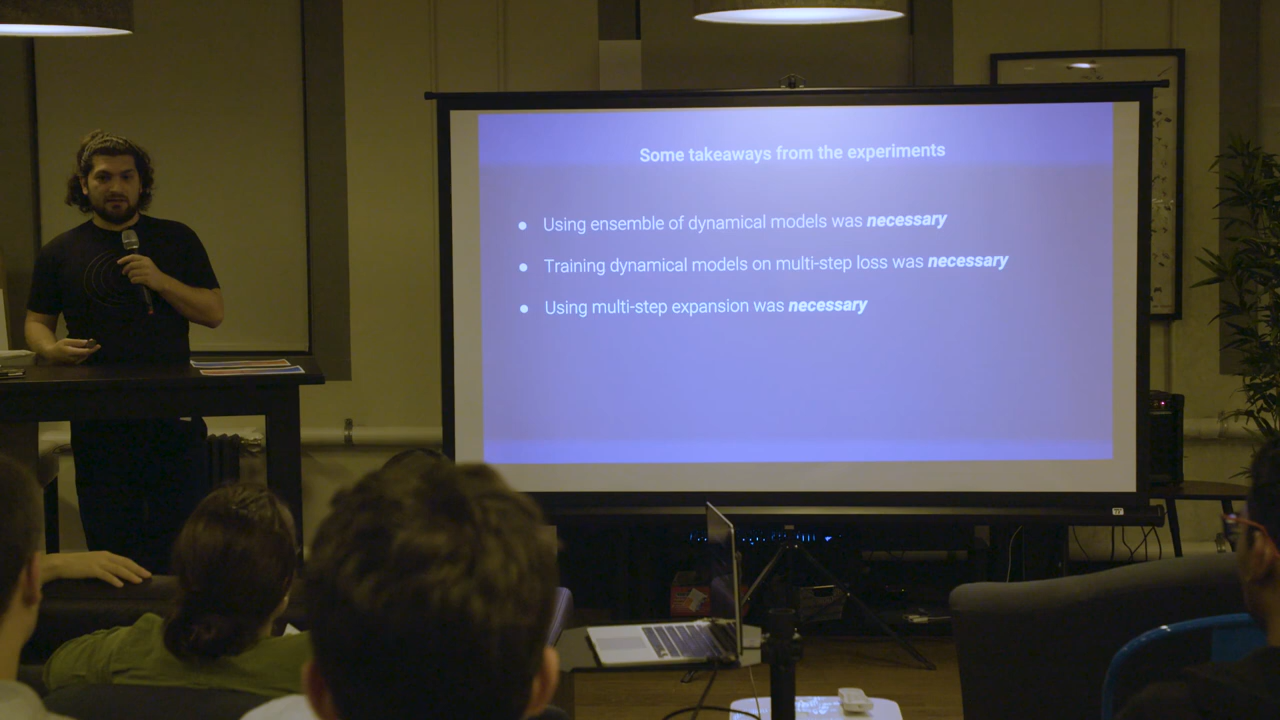 Some takeaways from the experiments
● Using ensemble of dynamical models was necessary
● Training dynamical models on multi-step loss was necessary
● Using multi-step expansion was necessary